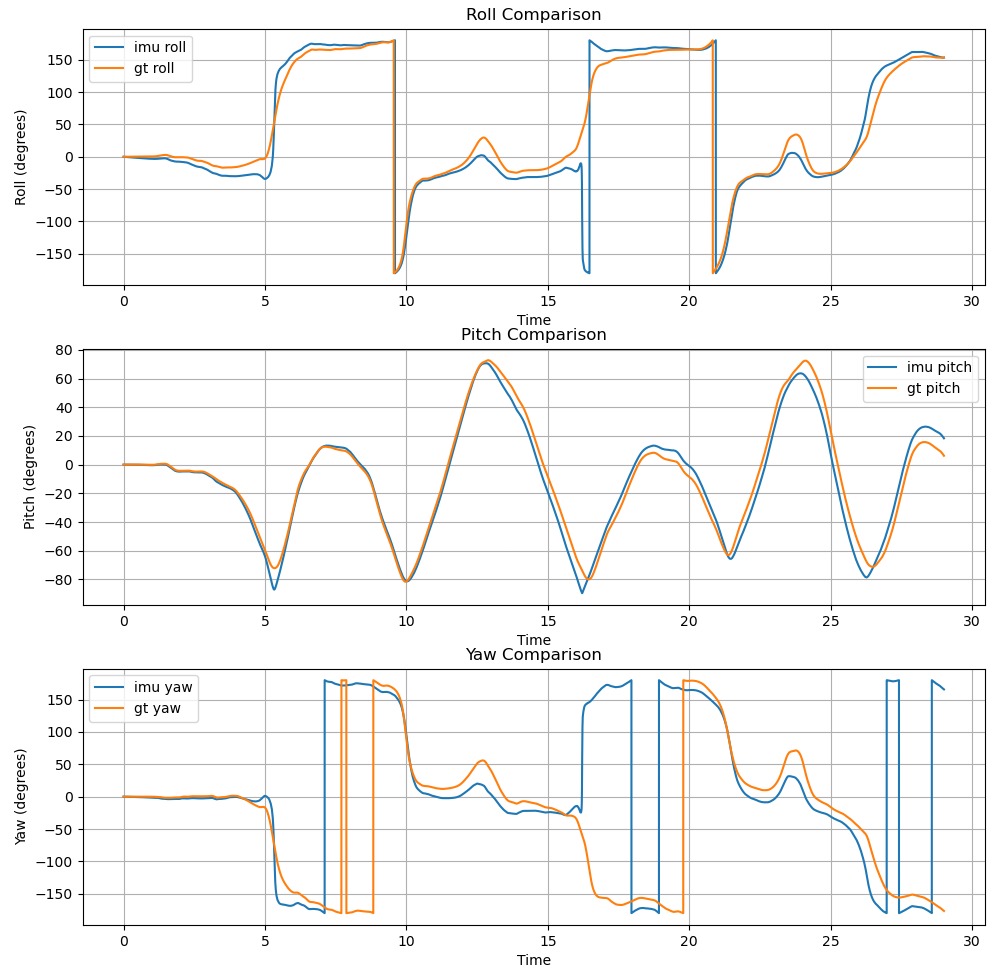 Roll Comparison
imu roll
gt roll
Roll (degrees)
150
100
50
0
−50
−100
−150
0 5 10 15 20 25 30
Time
Pitch Comparison
imu pitch
gt pitch
Pitch (degrees)
80
60
40
20
0
−20
−40
−60
−80
0 5 10 15 20 25 30
Time
Yaw Comparison
imu yaw
gt yaw
Yaw (degrees)
150
100
50
0
−50
−100
−150
0 5 10 15 20 25 30
Time